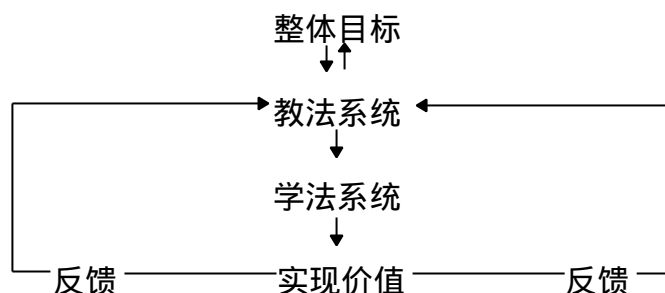 整体目标
教法系统
学法系统
反馈 实现价值 反馈